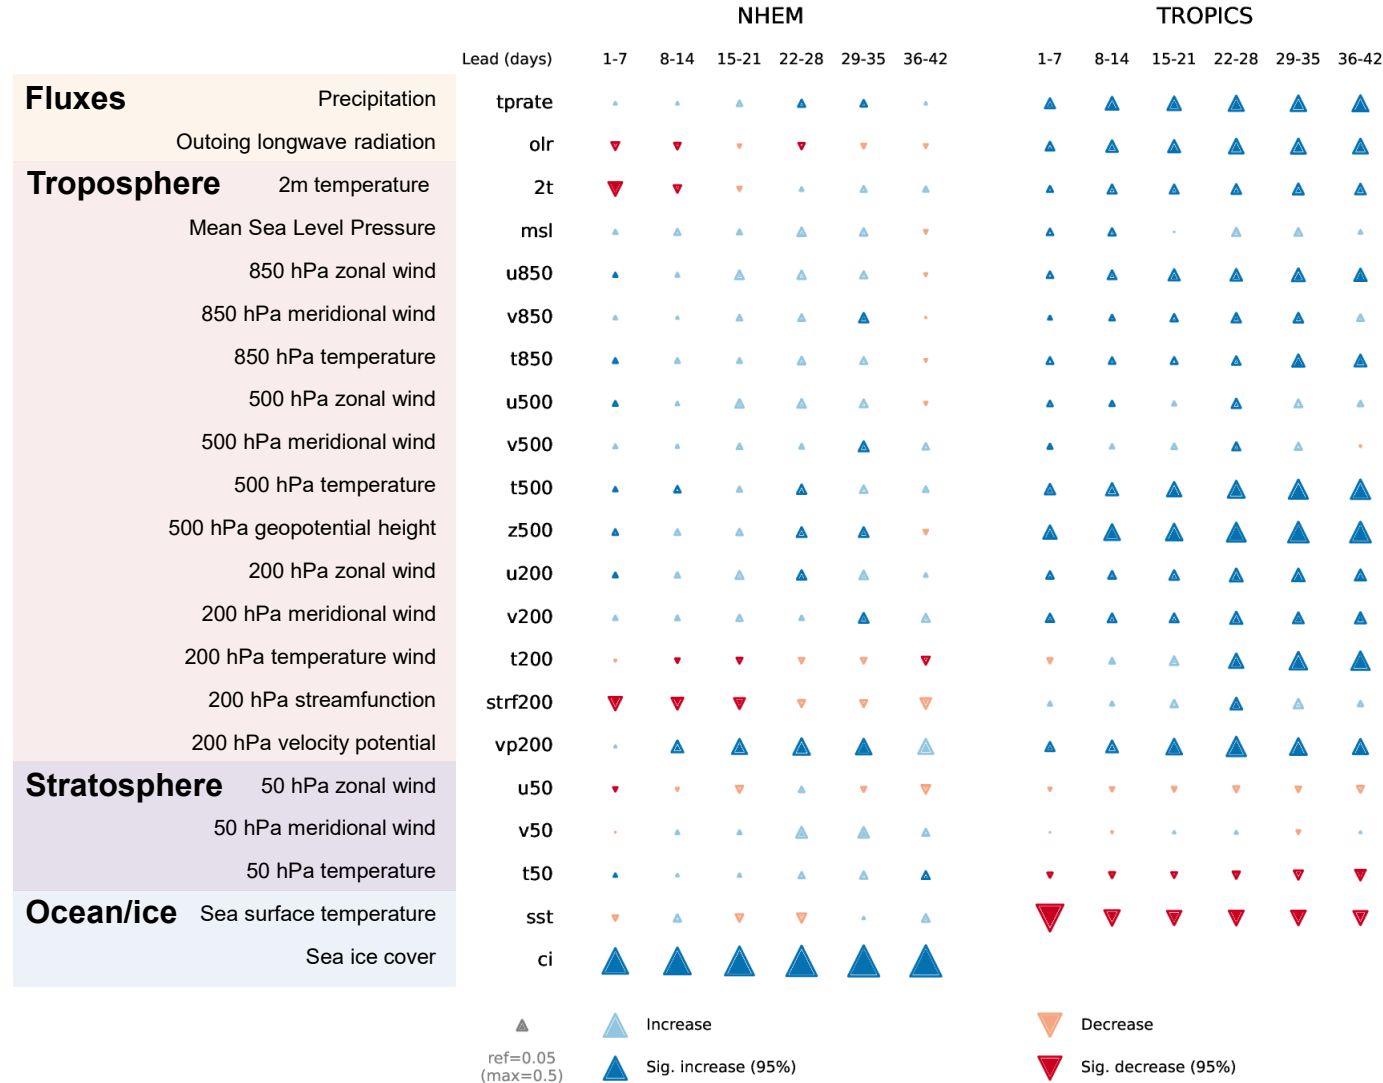 NHEM TROPICS
Lead (days) 1-7 8-14 15-21 22-28 29-35 36-42 1-7 8-14 15-21 22-28 29-35 36-42
Fluxes Precipitation tprate
Outoing longwave radiation olr
Troposphere 2m temperature 2t
Mean Sea Level Pressure msl
850 hPa zonal wind u850
850 hPa meridional wind v850
850 hPa temperature t850
500 hPa zonal wind u500
500 hPa meridional wind v500
500 hPa temperature t500
500 hPa geopotential height z500
200 hPa zonal wind u200
200 hPa meridional wind v200
200 hPa temperature wind t200
200 hPa streamfunction strf200
200 hPa velocity potential vp200
Stratosphere 50 hPa zonal wind u50
50 hPa meridional wind v50
50 hPa temperature t50
Ocean/ice Sea surface temperature sst
Sea ice cover ci
Increase Decrease
ref=0.05
(max=0.5)
Sig. increase (95%) Sig. decrease (95%)